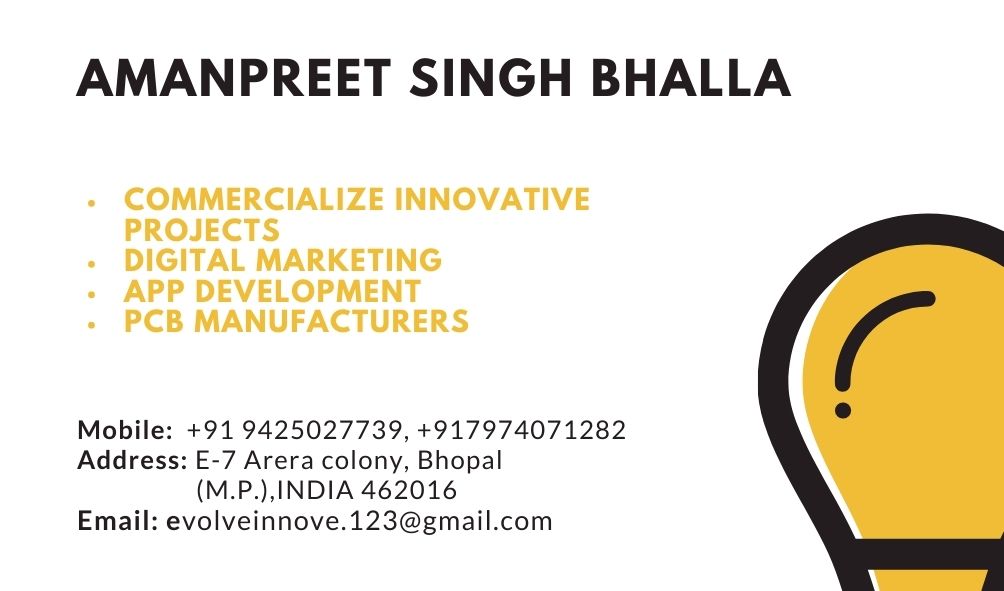 AMANPREET SINGH BHALLA
• COMMERCIALIZE INNOVATIVE
PROJECTS
• DIGITAL MARKETING
• APP DEVELOPMENT
• PCB MANUFACTURERS
Mobile: +91 9425027739, +917974071282
Address: E-7 Arera colony, Bhopal
(M.P.),INDIA 462016
Email: evolveinnove.123@gmail.com